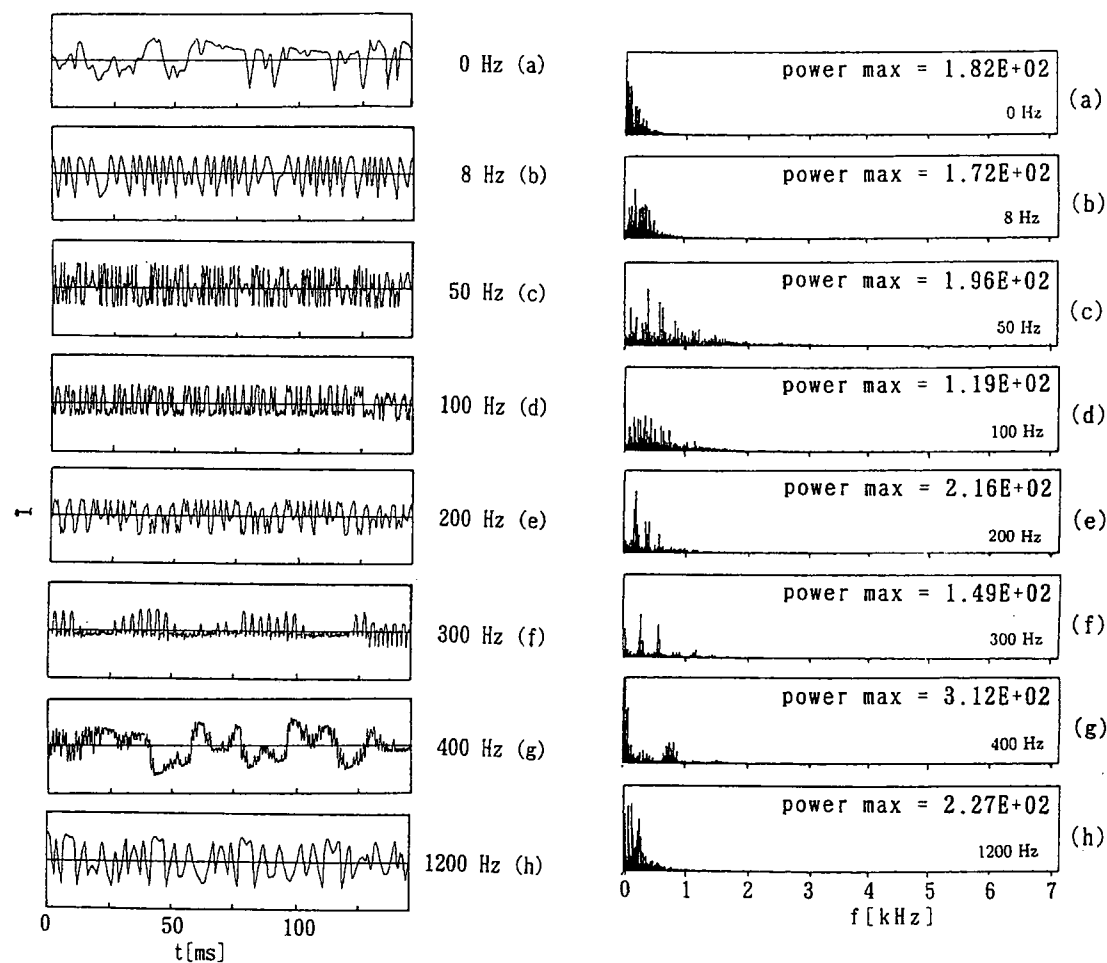 0 Hz (a)
8 Hz (b)
50 Hz (c)
100 Hz (d)
200 Hz (e)
300 Hz (f)
400 Hz (g)
1200 Hz (h)
I
0 50 100
t[ms]
power max = 1.82E+02
0 Hz
(a)
power max = 1.72E+02
8 Hz
(b)
power max = 1.96E+02
50 Hz
(c)
power max = 1.19E+02
100 Hz
(d)
power max = 2.16E+02
200 Hz
(e)
power max = 1.49E+02
300 Hz
(f)
power max = 3.12E+02
400 Hz
(g)
power max = 2.27E+02
1200 Hz
(h)
0 1 2 3 4 5 6 7
f[kHz]